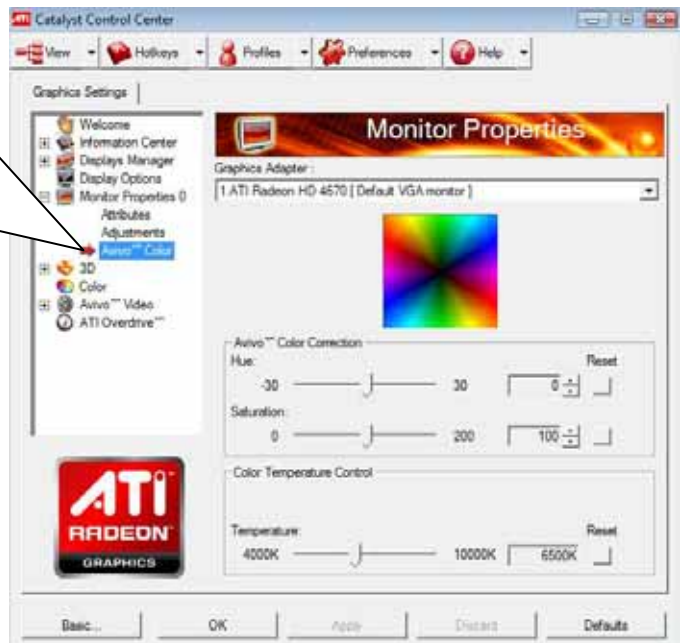 ATI Catalyst Control Center
View Hotkeys Profiles Preferences Help
Graphics Settings
Welcome
Information Center
Displays Manager
Display Options
Monitor Properties 0
Attributes
Adjustments
Avivo™ Color
3D
Color
Avivo™ Video
ATI Overdrive™
ATI
RADEON
GRAPHICS
Monitor Properties
Graphics Adapter :
1.ATI Radeon HD 4670 [ Default VGA monitor ]
Avivo™ Color Correction
Hue: Reset
-30 30 0
Saturation:
0 200 100
Color Temperature Control
Temperature: Reset
4000K 10000K 6500K
Basic... OK Apply Discard Defaults